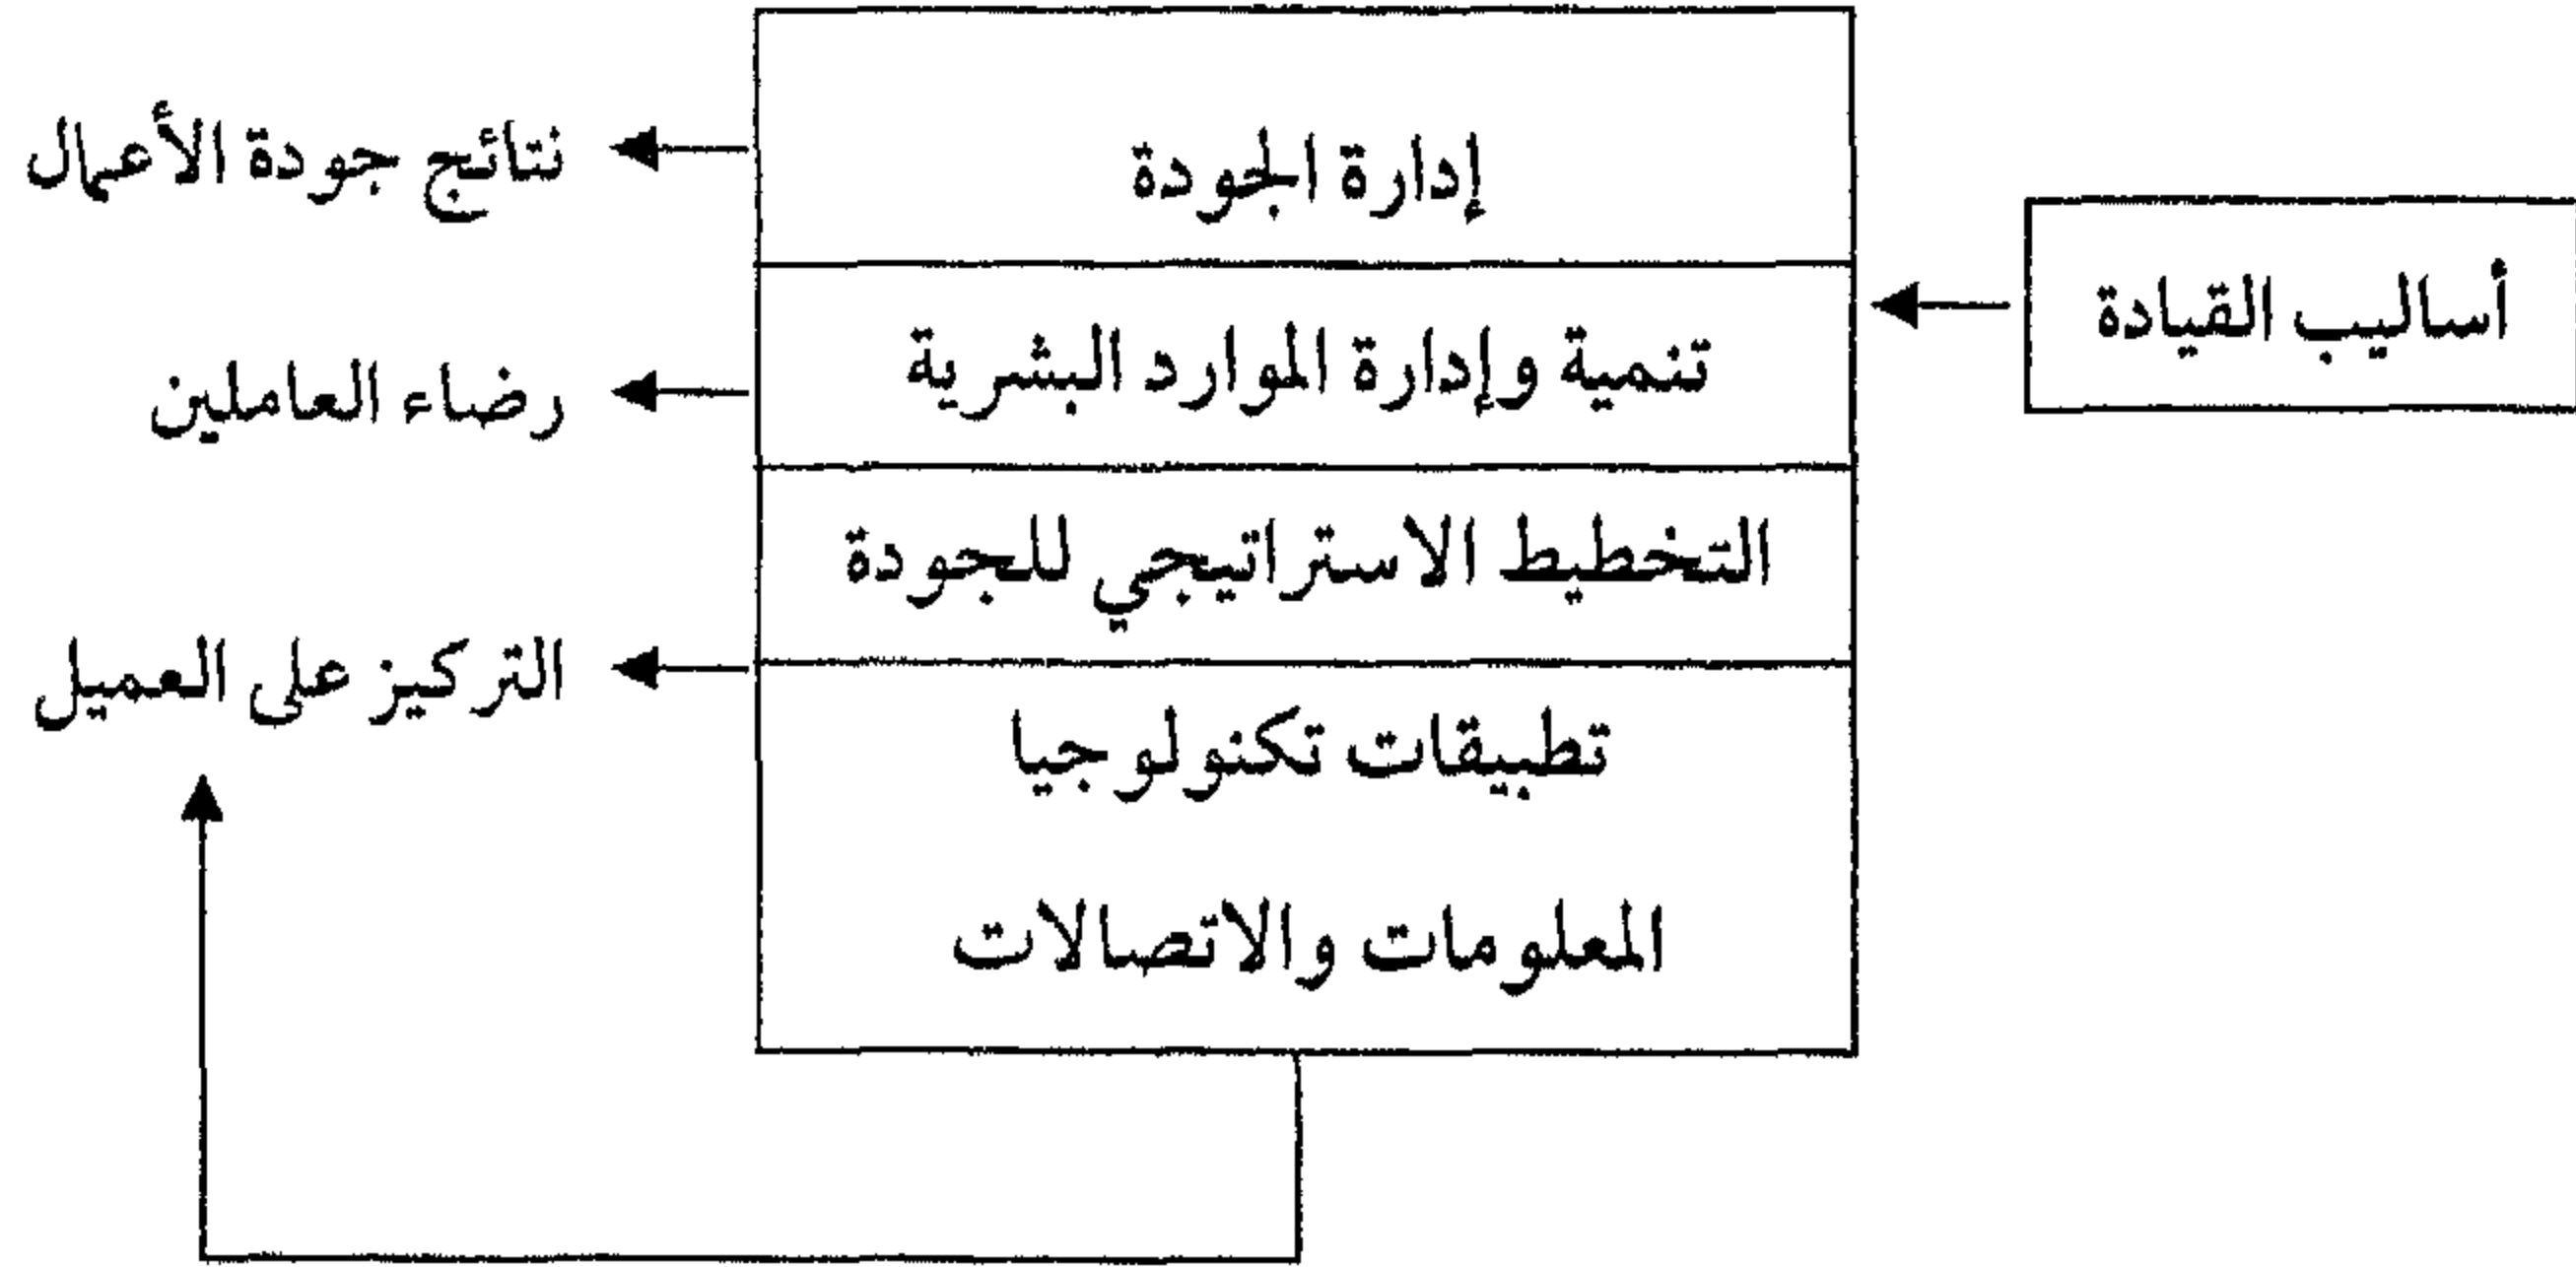 أساليب القيادة
إدارة الجودة
تنمية وإدارة الموارد البشرية
التخطيط الاستراتيجي للجودة
تطبيقات تكنولوجيا
المعلومات والاتصالات
نتائج جودة الأعمال
رضاء العاملين
التركيز على العميل